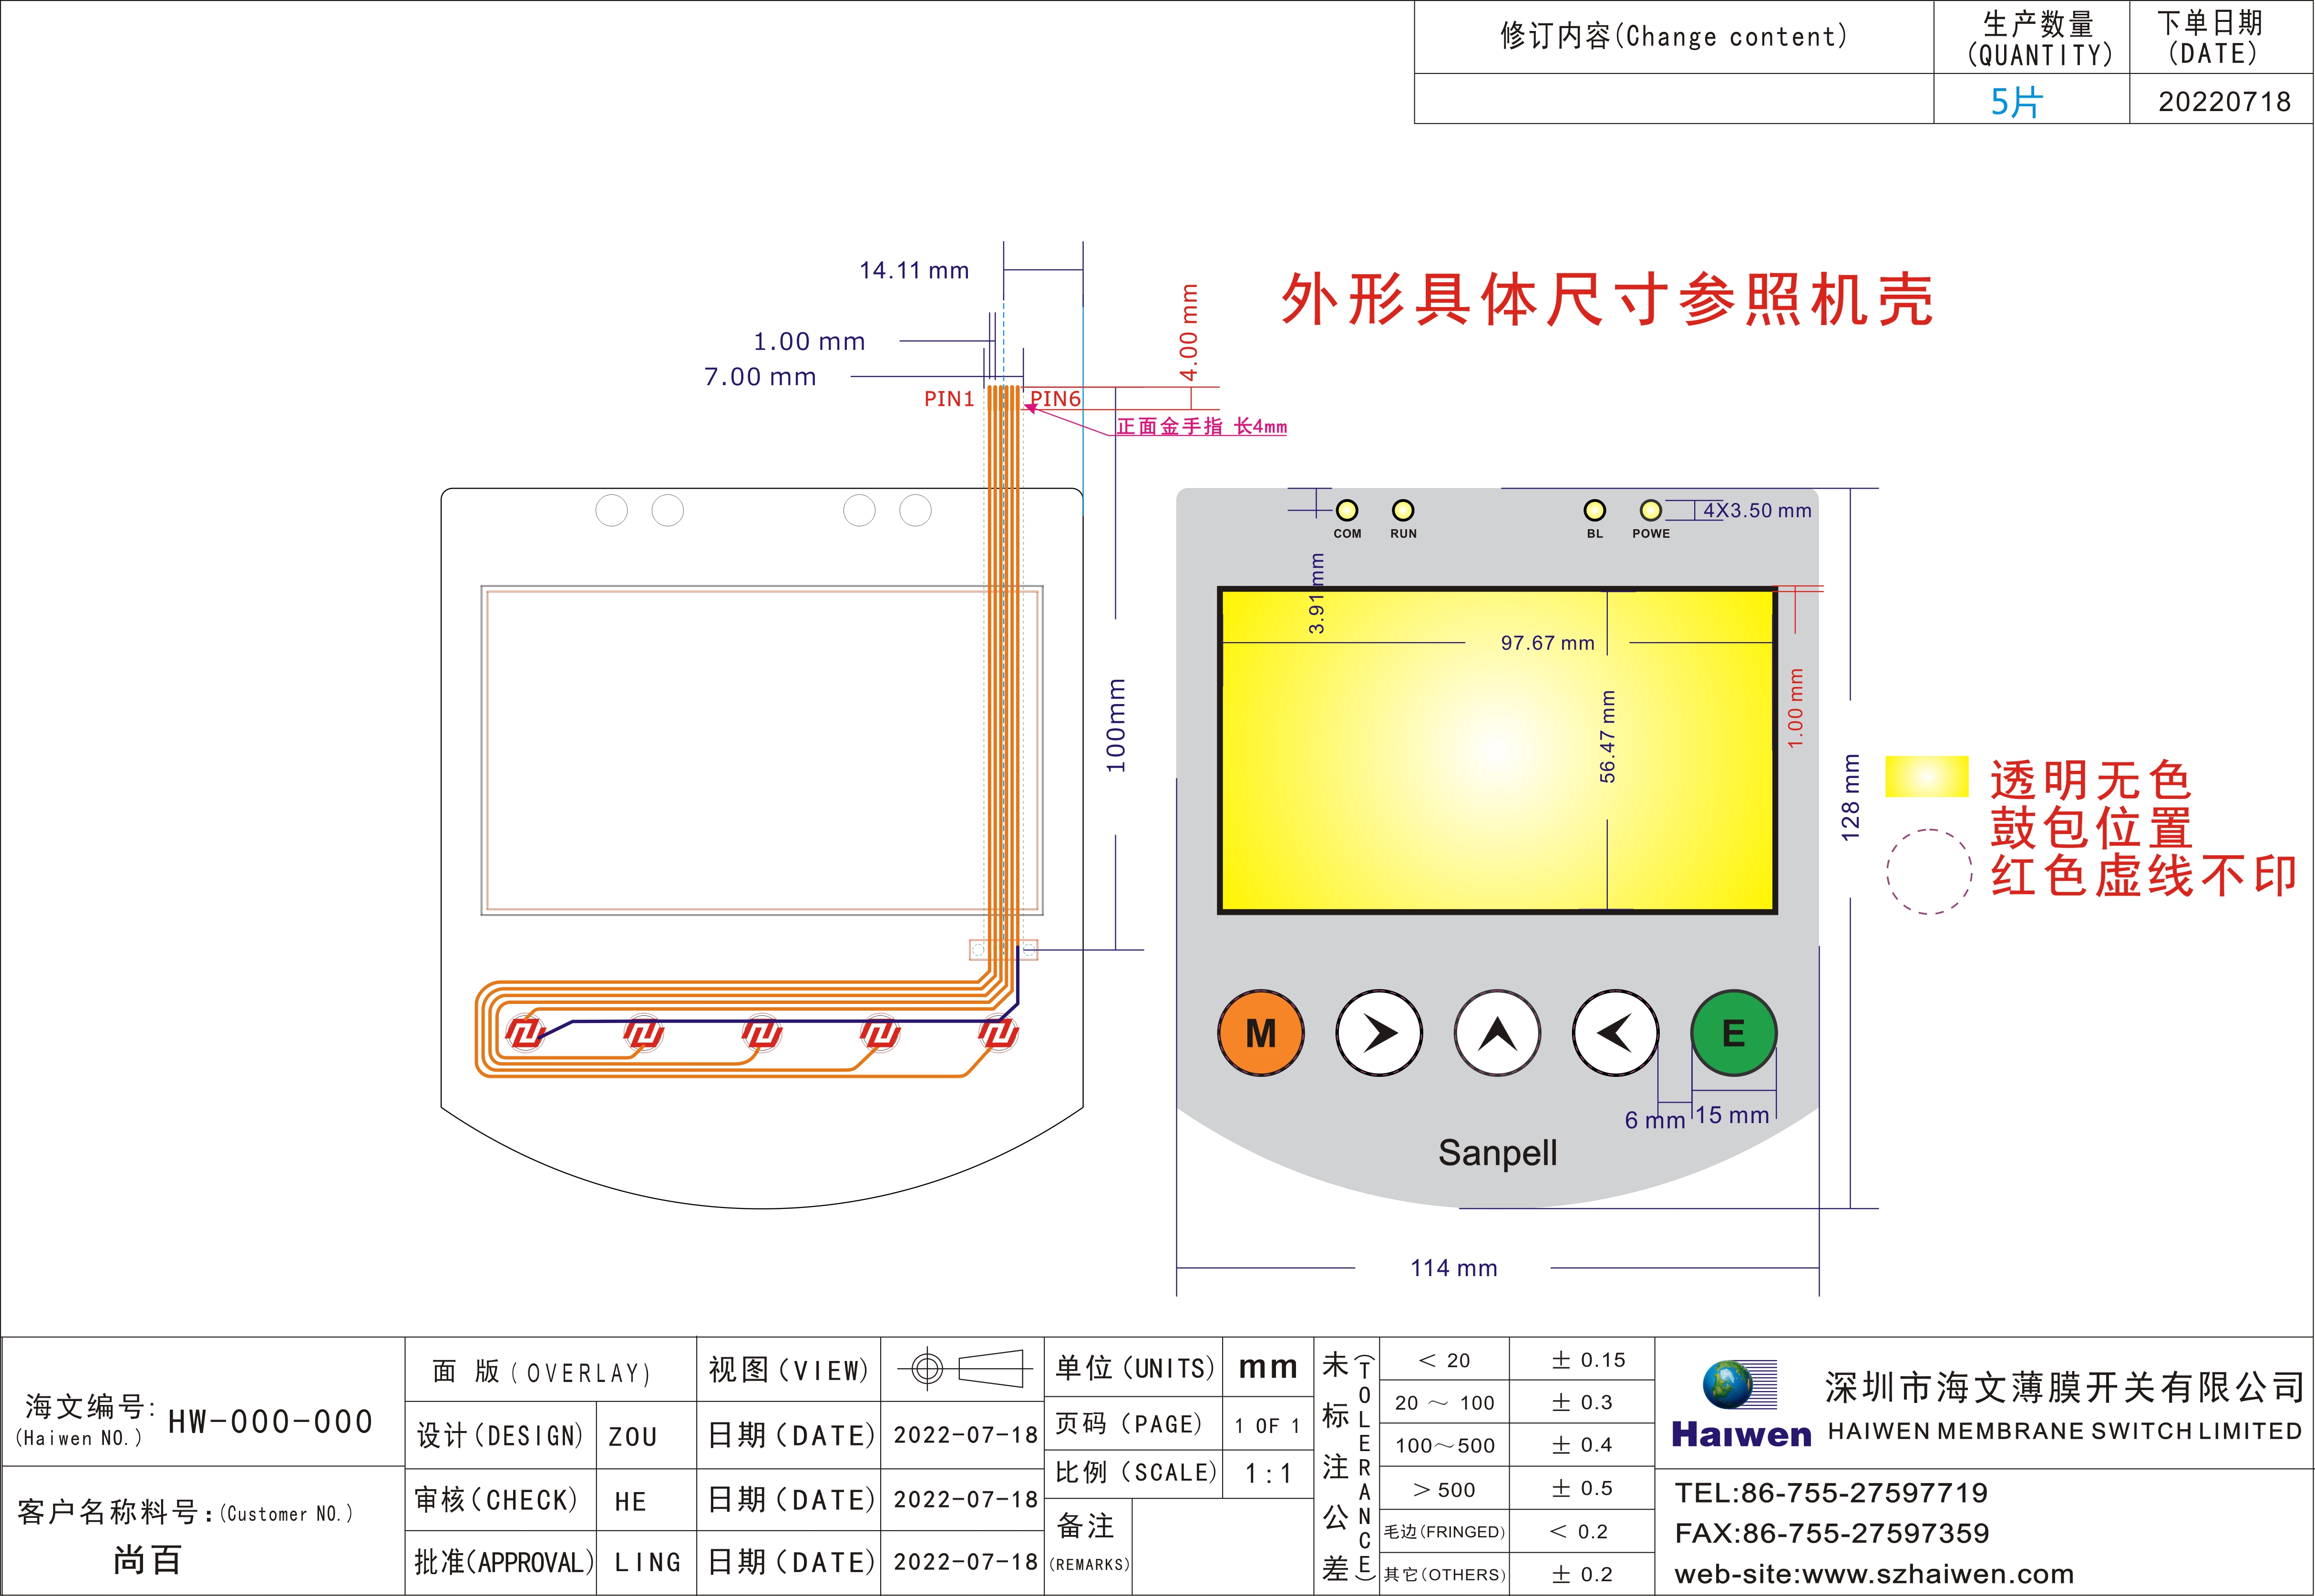 修订内容(Change content)
生产数量
(QUANTITY)
下单日期
(DATE)
5片
20220718
14.11 mm
1.00 mm
7.00 mm
4.00 mm
外形具体尺寸参照机壳
PIN1
PIN6
正面金手指 长4mm
100mm
COM
RUN
BL
POWE
4X3.50 mm
3.91 mm
97.67 mm
56.47 mm
1.00 mm
128 mm
透明无色
鼓包位置
红色虚线不印
M
E
6 mm
15 mm
Sanpell
114 mm
海文编号:
(Haiwen NO.)
HW-000-000
客户名称料号:(Customer NO.)
尚百
面 版(OVERLAY)
视图(VIEW)
设计(DESIGN)
ZOU
日期(DATE)
2022-07-18
审核(CHECK)
HE
日期(DATE)
2022-07-18
批准(APPROVAL)
LING
日期(DATE)
2022-07-18
单位(UNITS)
mm
页码(PAGE)
1 OF 1
比例(SCALE)
1:1
备注
(REMARKS)
未标注公差
(TOLERANCE)
< 20
± 0.15
20 ~ 100
± 0.3
100~500
± 0.4
>500
± 0.5
毛边(FRINGED)
< 0.2
其它(OTHERS)
± 0.2
Haiwen
深圳市海文薄膜开关有限公司
HAIWEN MEMBRANE SWITCH LIMITED
TEL:86-755-27597719
FAX:86-755-27597359
web-site:www.szhaiwen.com